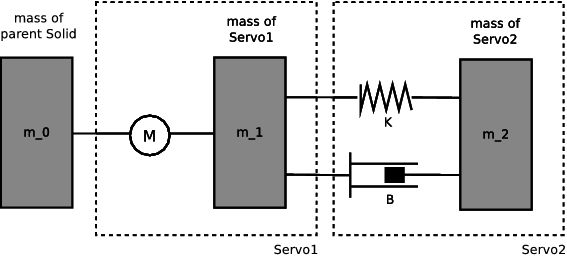 mass of
parent Solid
mass of
Servo1
mass of
Servo2
m_0
M
m_1
K
m_2
B
Servo1
Servo2